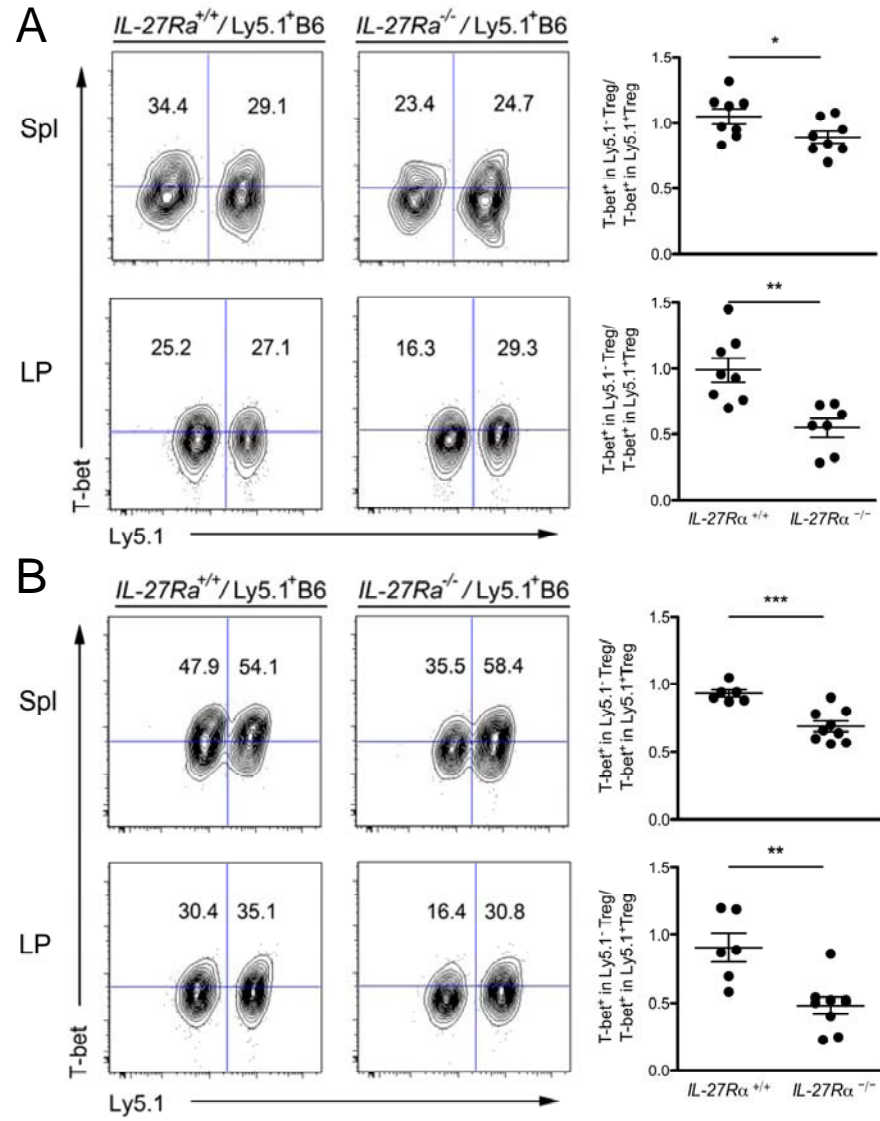 A
IL-27Ra+/+/Ly5.1+B6
IL-27Ra-/-/Ly5.1+B6
Spl
34.4
29.1
23.4
24.7
T-bet+ in Ly5.1- Treg/
T-bet+ in Ly5.1+Treg
1.5
1.0
0.5
0.0
*
LP
25.2
27.1
16.3
29.3
T-bet+ in Ly5.1- Treg/
T-bet+ in Ly5.1+Treg
1.5
1.0
0.5
0.0
**
IL-27Rα +/+
IL-27Rα -/-
T-bet
Ly5.1
B
IL-27Ra+/+/Ly5.1+B6
IL-27Ra-/-/Ly5.1+B6
Spl
47.9
54.1
35.5
58.4
T-bet+ in Ly5.1- Treg/
T-bet+ in Ly5.1+Treg
1.5
1.0
0.5
0.0
***
LP
30.4
35.1
16.4
30.8
T-bet+ in Ly5.1- Treg/
T-bet+ in Ly5.1+Treg
1.5
1.0
0.5
0.0
**
IL-27Rα +/+
IL-27Rα -/-
T-bet
Ly5.1